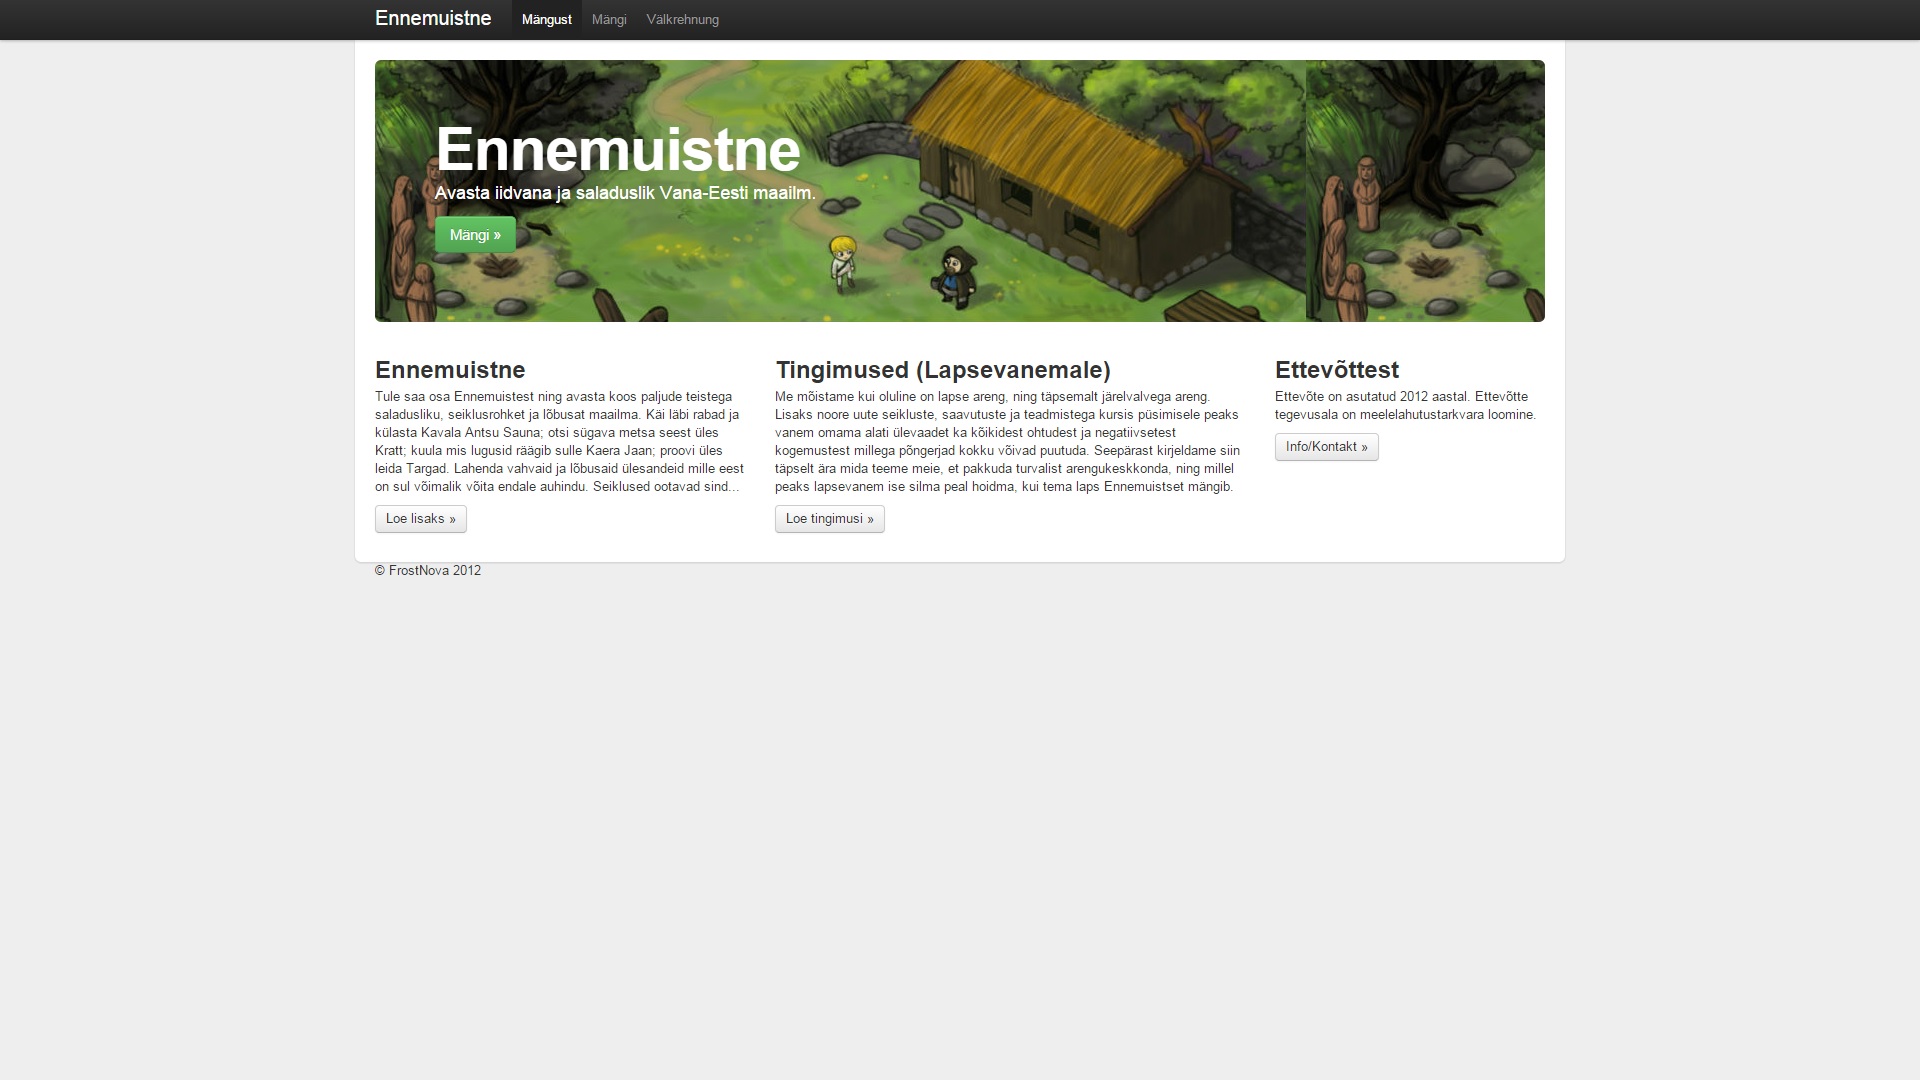 Ennemuistne Mängust Mängi Välkrehnung
Ennemuistne
Avasta iidvana ja saladuslik Vana-Eesti maailm.
Mängi »
Ennemuistne
Tule saa osa Ennemuistest ning avasta koos paljude teistega
saladusliku, seiklusrohket ja lõbusat maailma. Käi läbi rabad ja
külasta Kavala Antsu Sauna; otsi sügava metsa seest üles
Kratt; kuula mis lugusid räägib sulle Kaera Jaan; proovi üles
leida Targad. Lahenda vahvaid ja lõbusaid ülesandeid mille eest
on sul võimalik võita endale auhindu. Seiklused ootavad sind...
Loe lisaks »
Tingimused (Lapsevanemale)
Me mõistame kui oluline on lapse areng, ning täpsemalt järelvalvega areng.
Lisaks noore uute seikluste, saavutuste ja teadmistega kursis püsimisele peaks
vanem omama alati ülevaadet ka kõikidest ohtudest ja negatiivsetest
kogemustest millega põngerjad kokku võivad puutuda. Seepärast kirjeldame siin
täpselt ära mida teeme meie, et pakkuda turvalist arengukeskkonda, ning millel
peaks lapsevanem ise silma peal hoidma, kui tema laps Ennemuistset mängib.
Loe tingimusi »
Ettevõttest
Ettevõte on asutatud 2012 aastal. Ettevõtte
tegevusala on meelelahutustarkvara loomine.
Info/Kontakt »
© FrostNova 2012